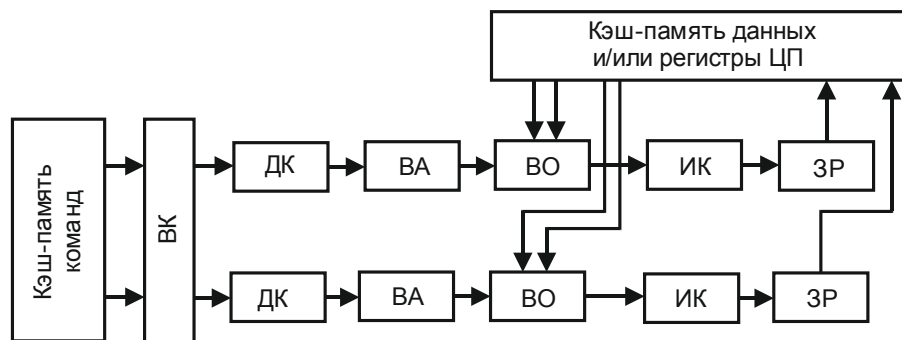 Кэш-память данных
и/или регистры ЦП
Кэш-память
команд
ВК
ДК
ВА
ВО
ИК
ЗР
ДК
ВА
ВО
ИК
ЗР